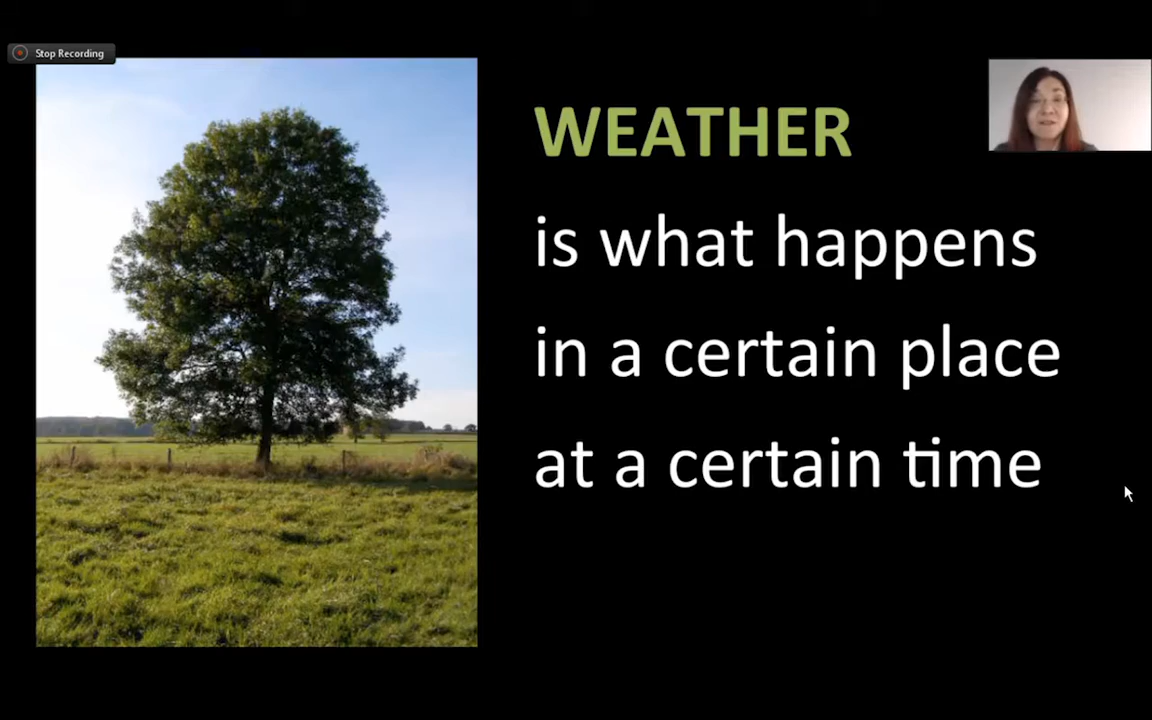 Stop Recording
WEATHER
is what happens
in a certain place
at a certain time